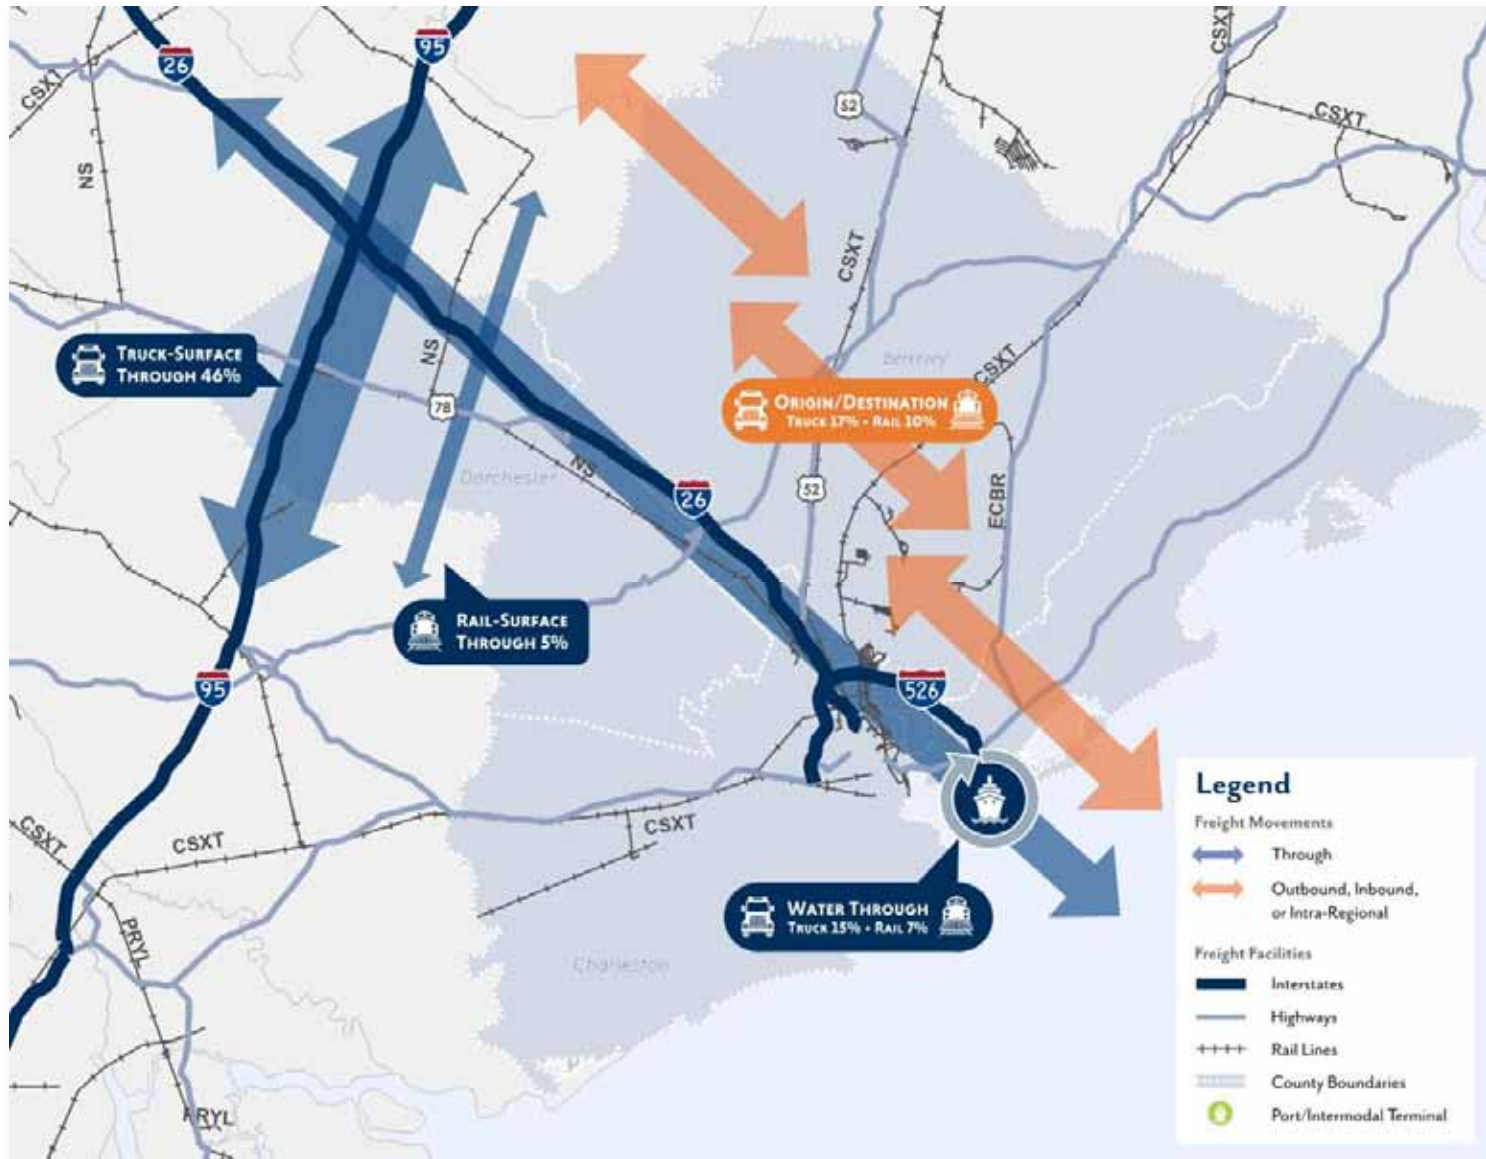 26
95
CSXT
CSXT
52
CSXT
NS
CSXT
TRUCK-SURFACE
THROUGH 46%
NS
78
Berkeley
CSXT
ORIGIN/DESTINATION
TRUCK 17% - RAIL 10%
Dorchester
NS
26
52
ECBR
RAIL-SURFACE
THROUGH 5%
95
526
CSXT
CSXT
CSXT
WATER THROUGH
TRUCK 15% - RAIL 7%
PRYL
Charleston
PRYL
Legend
Freight Movements
Through
Outbound, Inbound,
or Intra-Regional
Freight Facilities
Interstates
Highways
Rail Lines
County Boundaries
Port/Intermodal Terminal